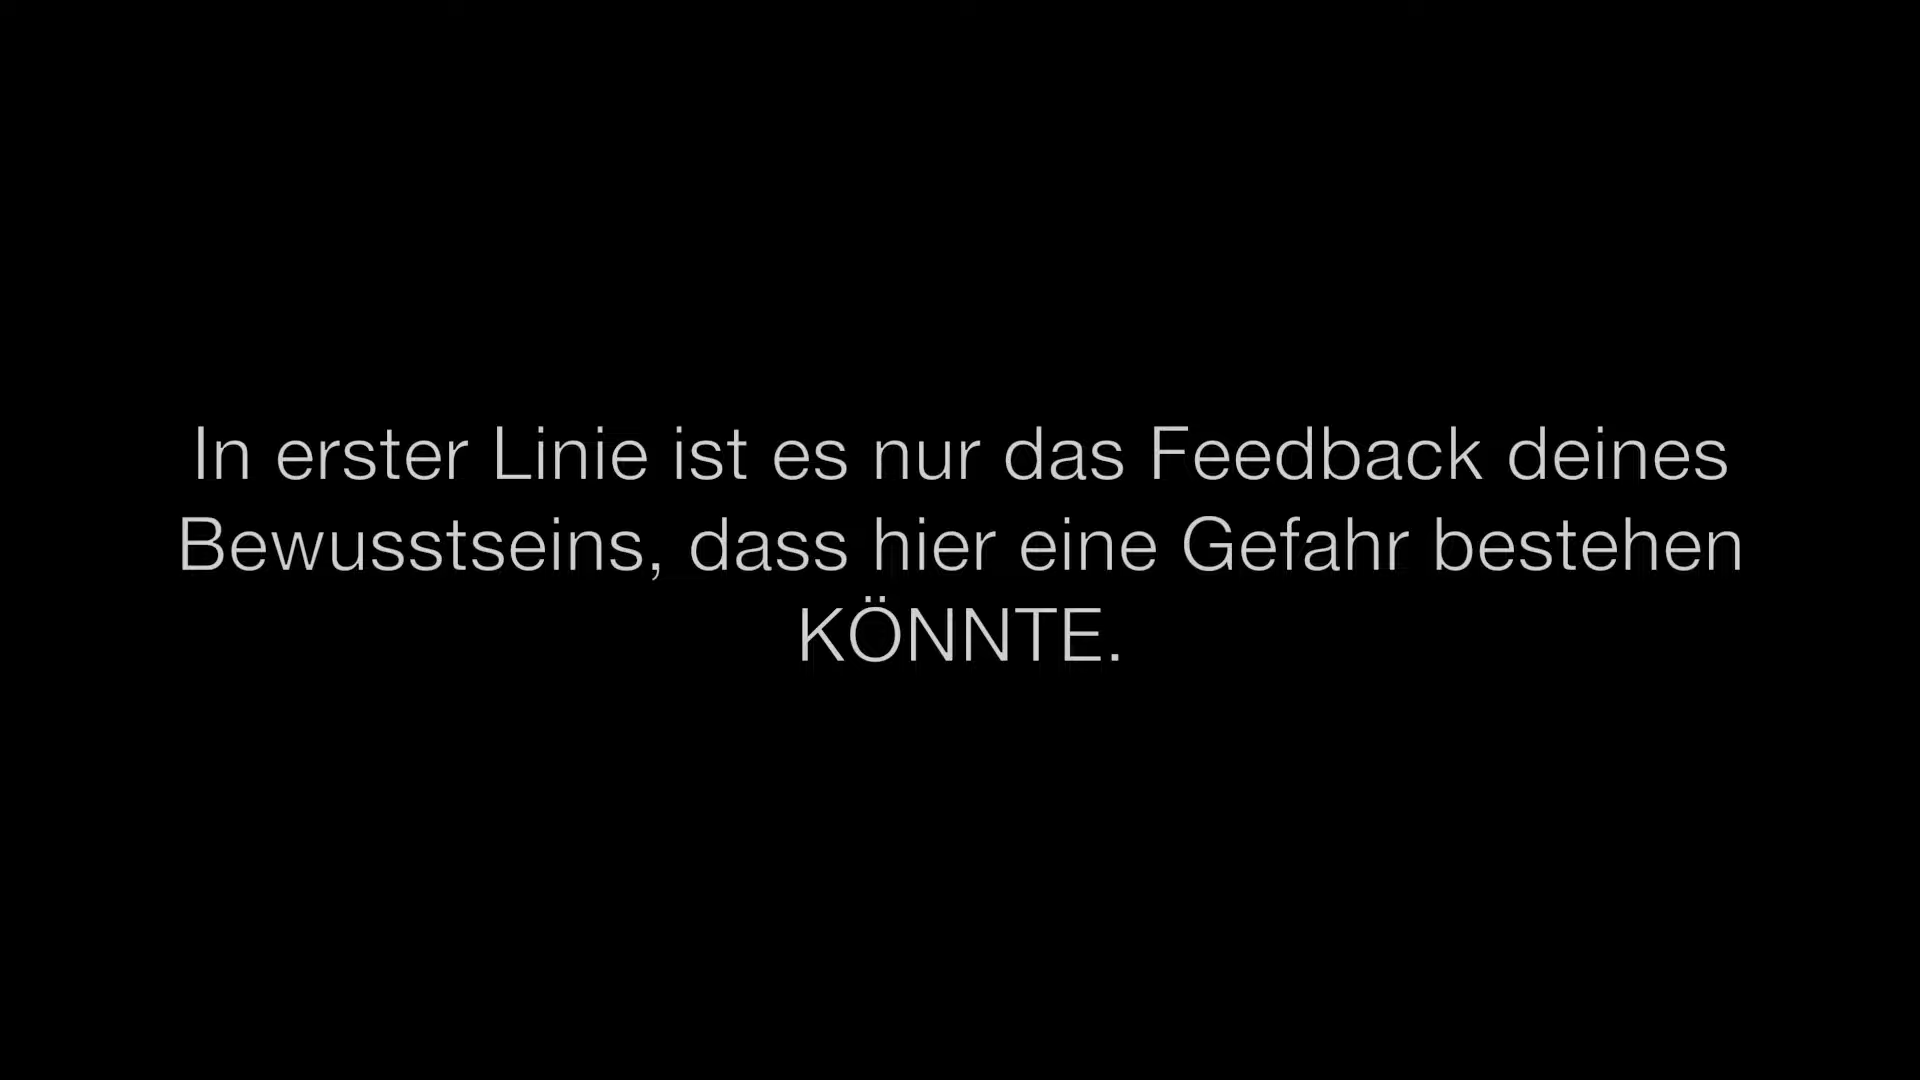 In erster Linie ist es nur das Feedback deines
Bewusstseins, dass hier eine Gefahr bestehen
KÖNNTE.